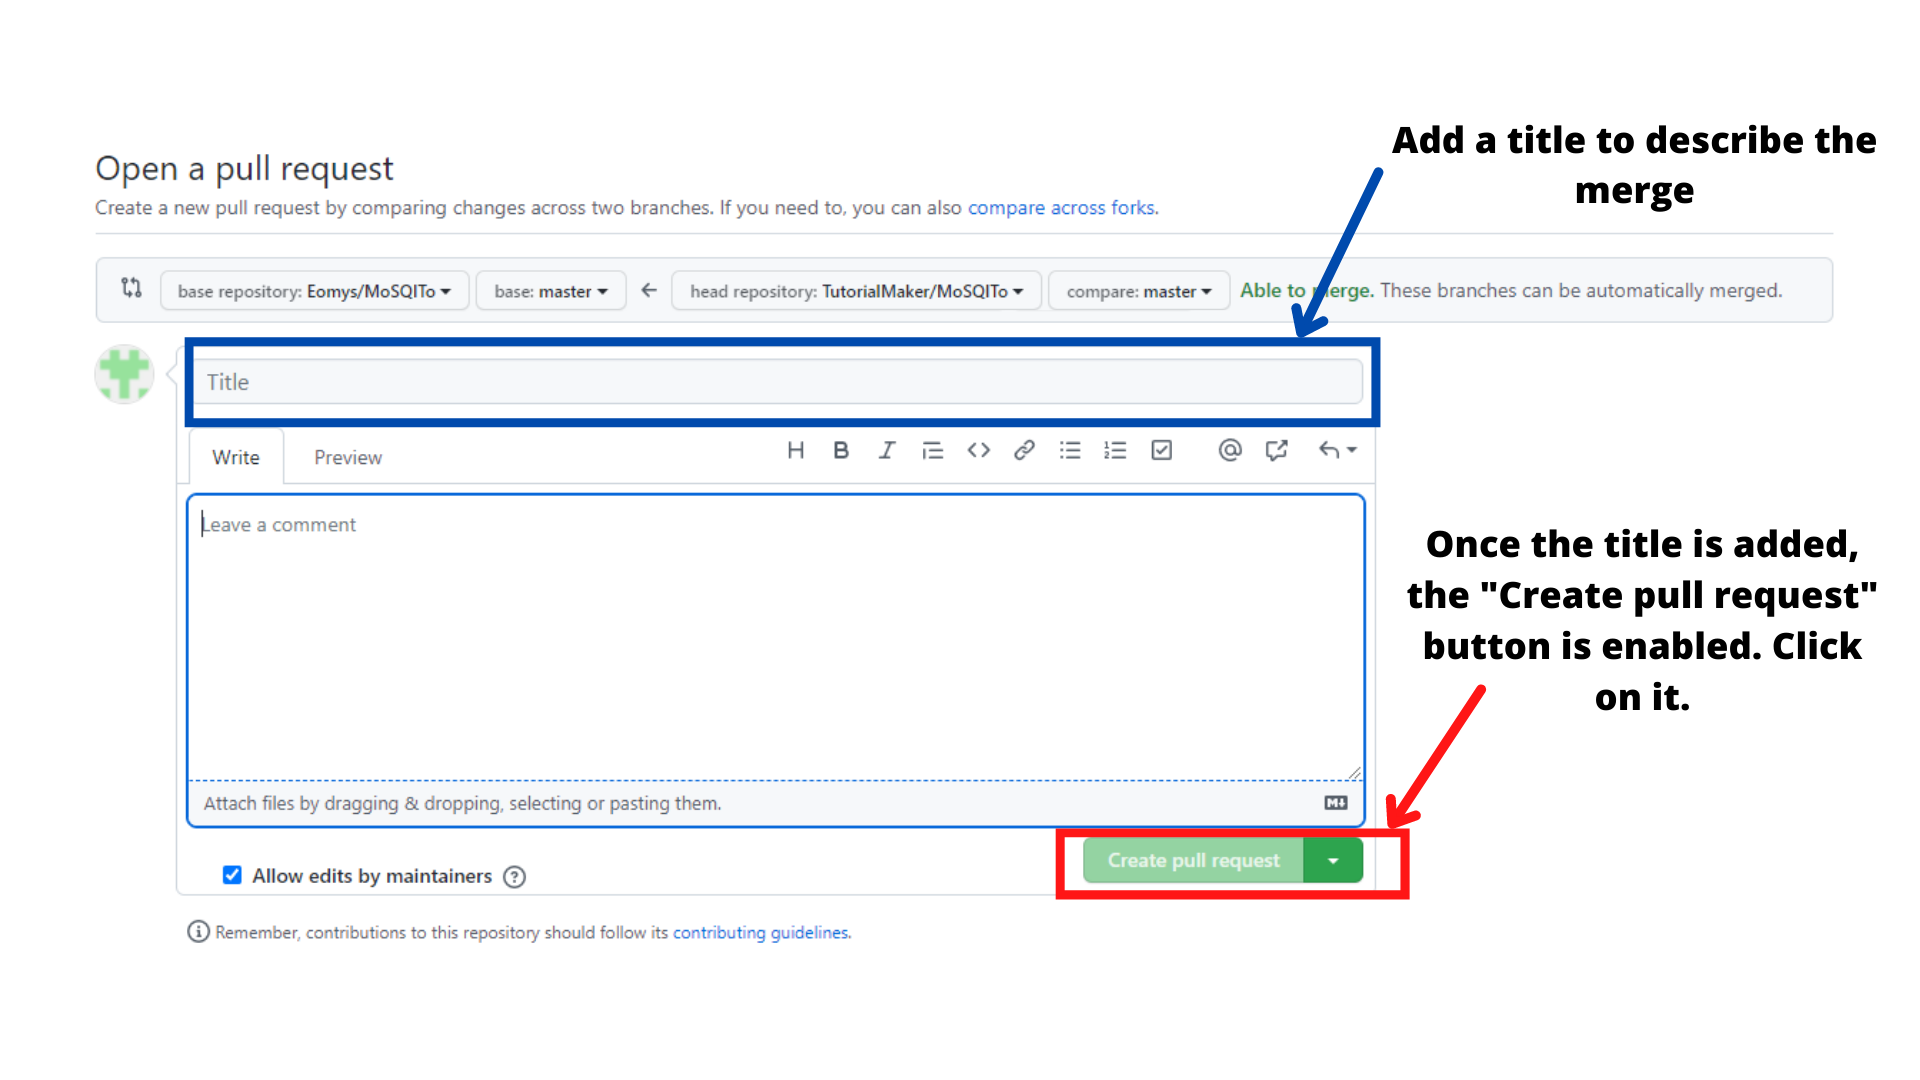 Add a title to describe the
merge
Open a pull request
Create a new pull request by comparing changes across two branches. If you need to, you can also compare across forks.
base repository: Eomys/MoSQITo base: master head repository: TutorialMaker/MoSQITo compare: master Able to merge. These branches can be automatically merged.
Title
Write Preview
Leave a comment
Once the title is added,
the "Create pull request"
button is enabled. Click
on it.
Attach files by dragging & dropping, selecting or pasting them.
Create pull request
Allow edits by maintainers
Remember, contributions to this repository should follow its contributing guidelines.